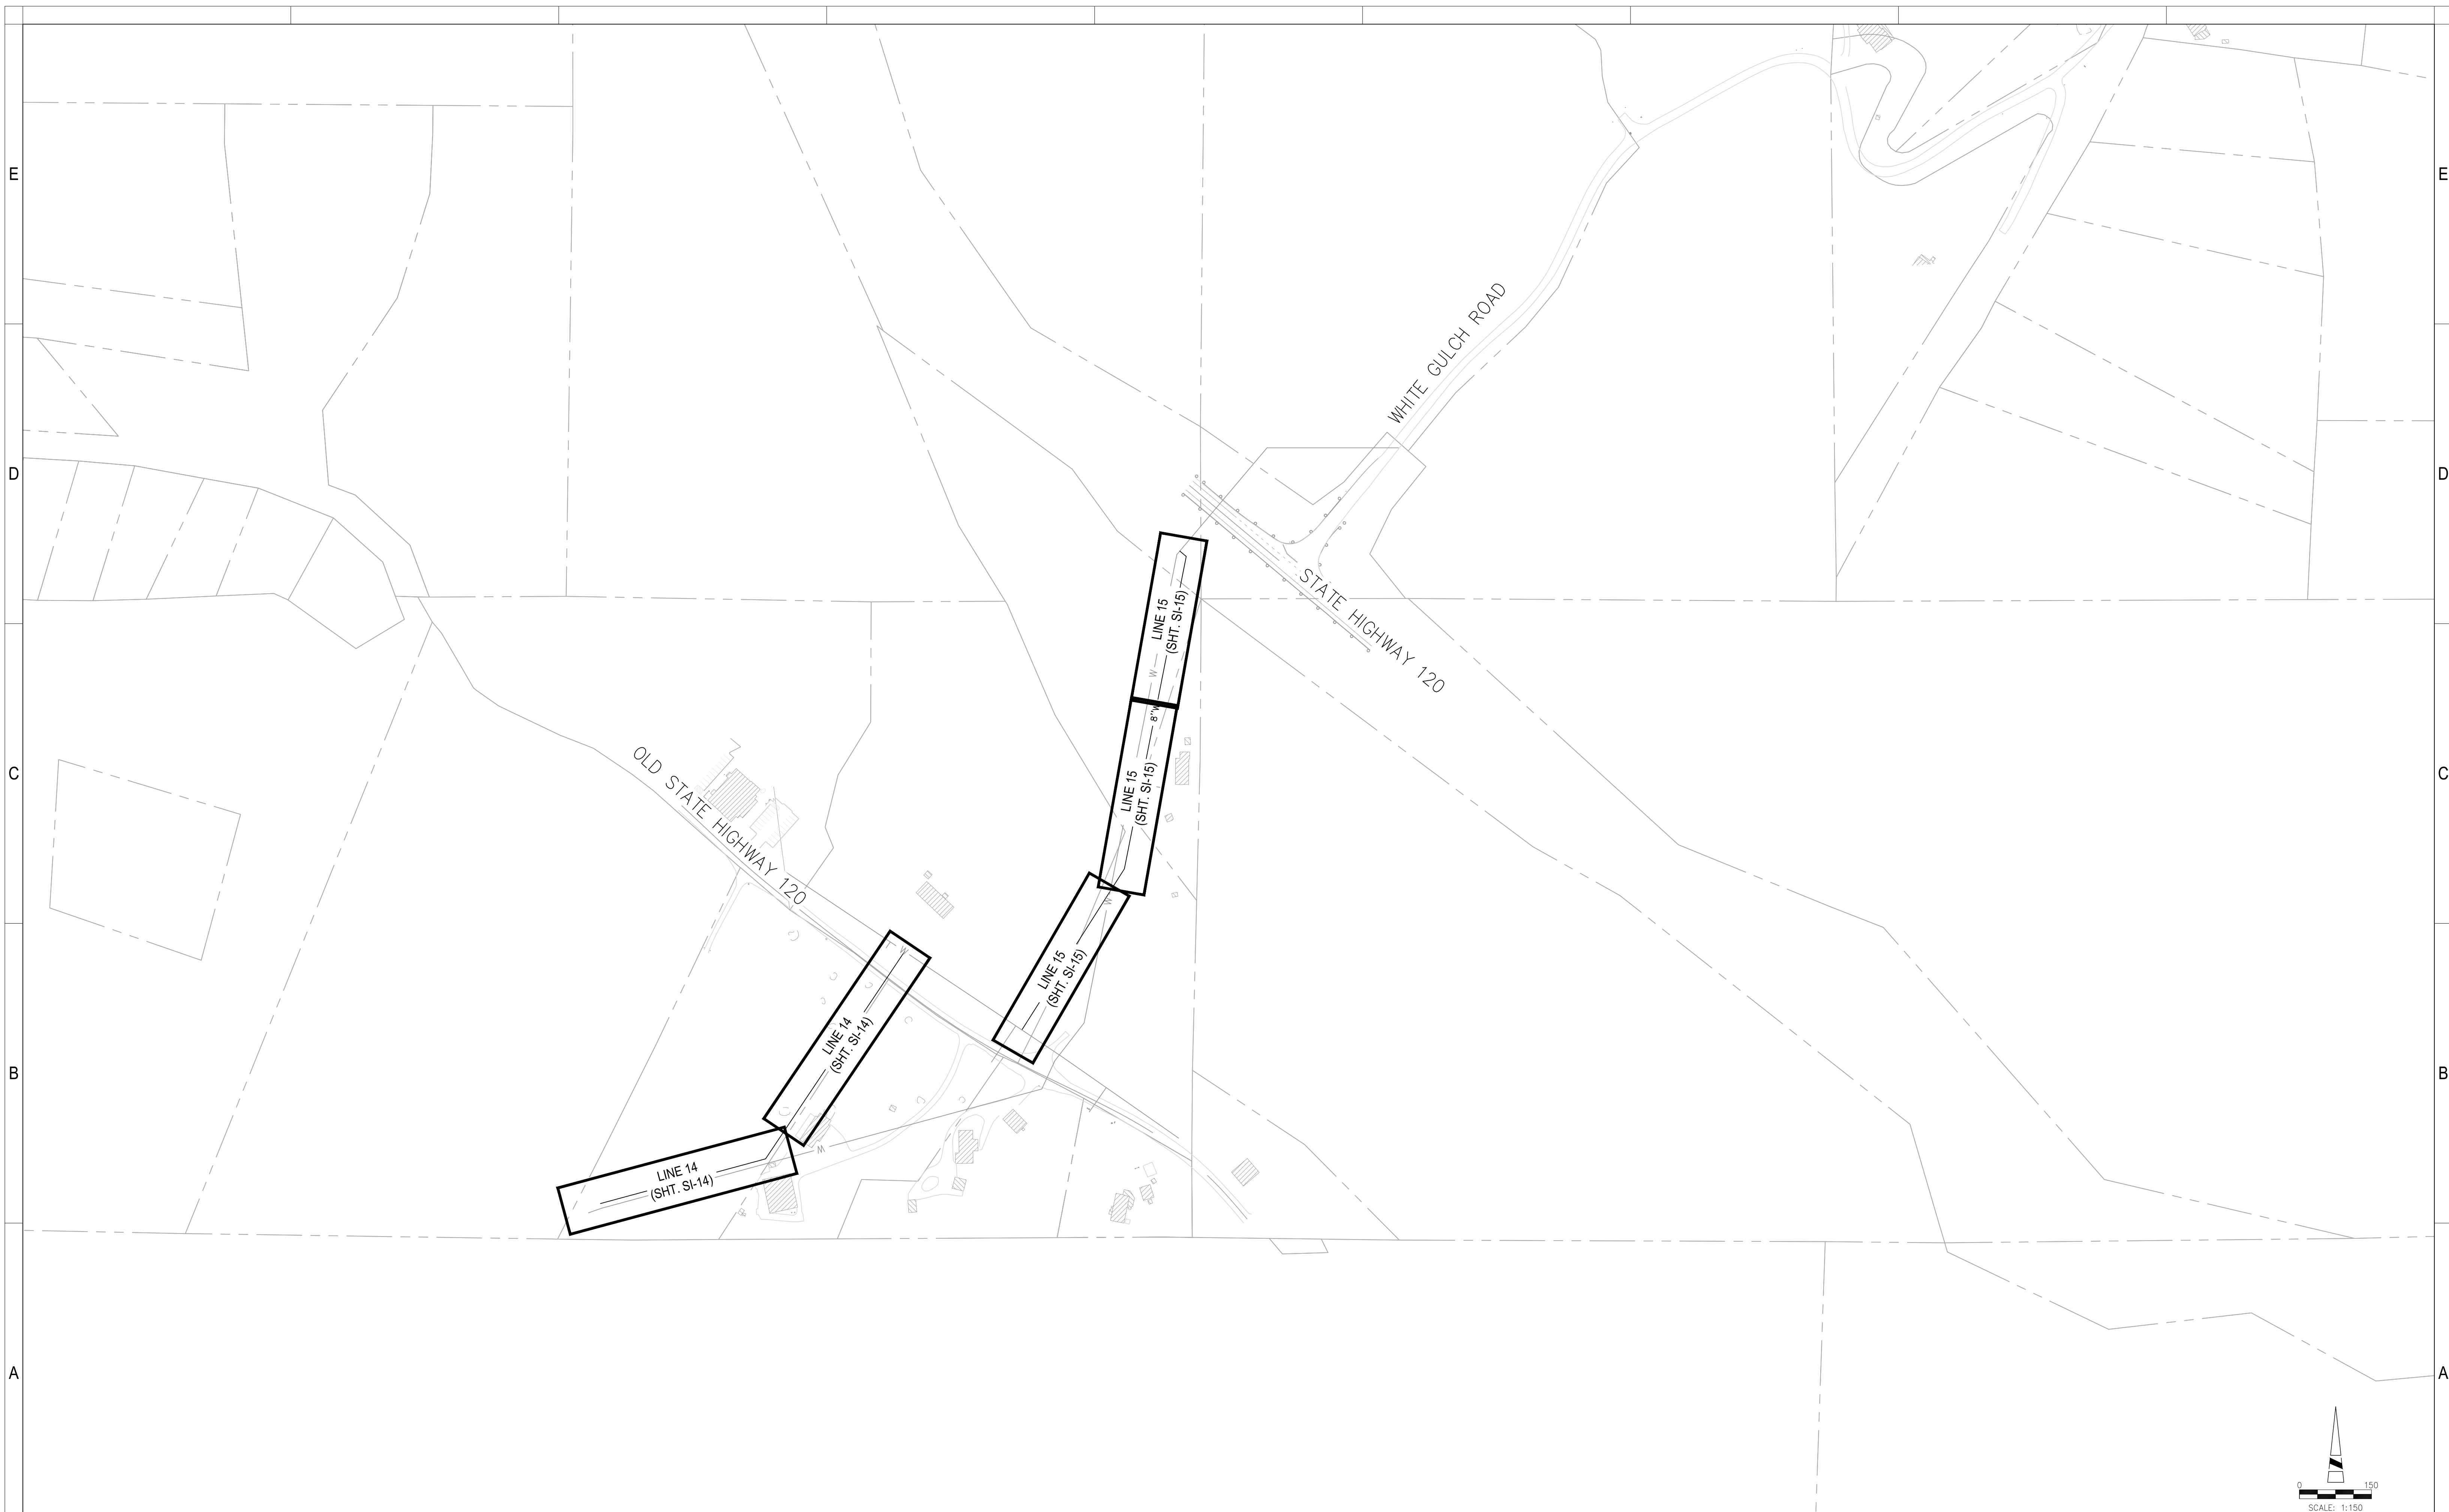 E
E
WHITE GULCH ROAD
D
D
STATE HIGHWAY 120
LINE 15
(SHT. SI-15)
W
8"W
C
C
OLD STATE HIGHWAY 120
LINE 15
(SHT. SI-15)
W
W
LINE 15
(SHT. SI-15)
LINE 14
(SHT. SI-14)
B
B
W
LINE 14
(SHT. SI-14)
A
A
0 150
SCALE: 1:150